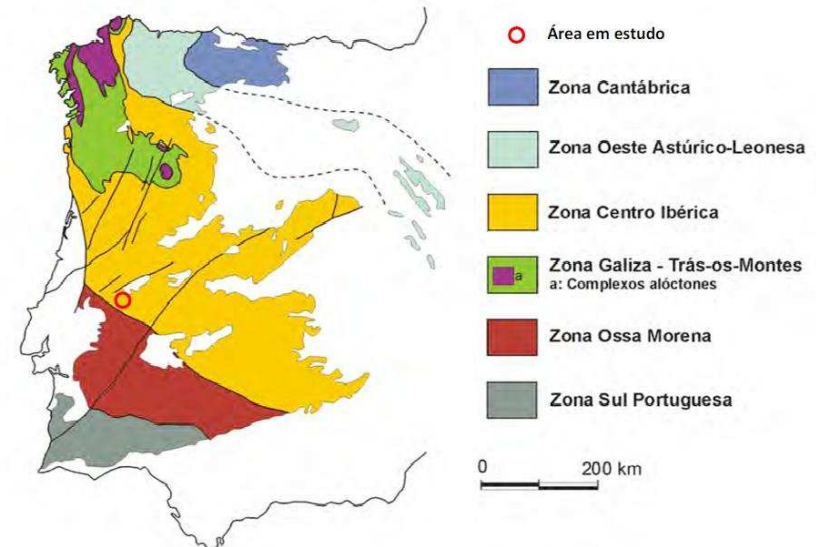 Área em estudo
Zona Cantábrica
Zona Oeste Astúrico-Leonesa
Zona Centro Ibérica
a
Zona Galiza - Trás-os-Montes
a: Complexos alóctones
Zona Ossa Morena
Zona Sul Portuguesa
0 200 km